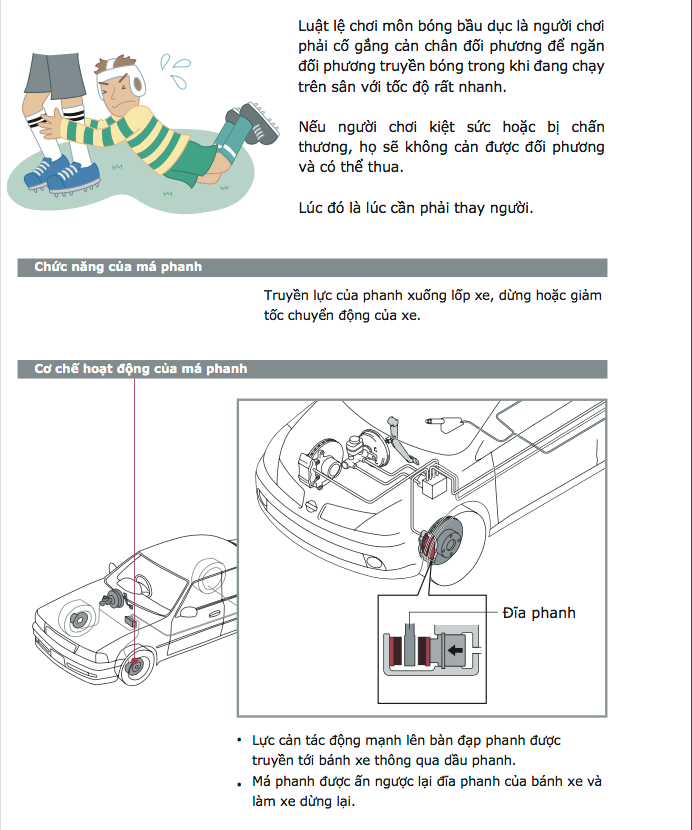 Luật lệ chơi môn bóng bầu dục là người chơi
phải cố gắng cản chân đối phương để ngăn
đối phương truyền bóng trong khi đang chạy
trên sân với tốc độ rất nhanh.
Nếu người chơi kiệt sức hoặc bị chấn
thương, họ sẽ không cản được đối phương
và có thể thua.
Lúc đó là lúc cần phải thay người.
Chức năng của má phanh
Truyền lực của phanh xuống lốp xe, dừng hoặc giảm
tốc chuyển động của xe.
Cơ chế hoạt động của má phanh
Đĩa phanh
• Lực cản tác động mạnh lên bàn đạp phanh được
truyền tới bánh xe thông qua dầu phanh.
• Má phanh được ấn ngược lại đĩa phanh của bánh xe và
làm xe dừng lại.